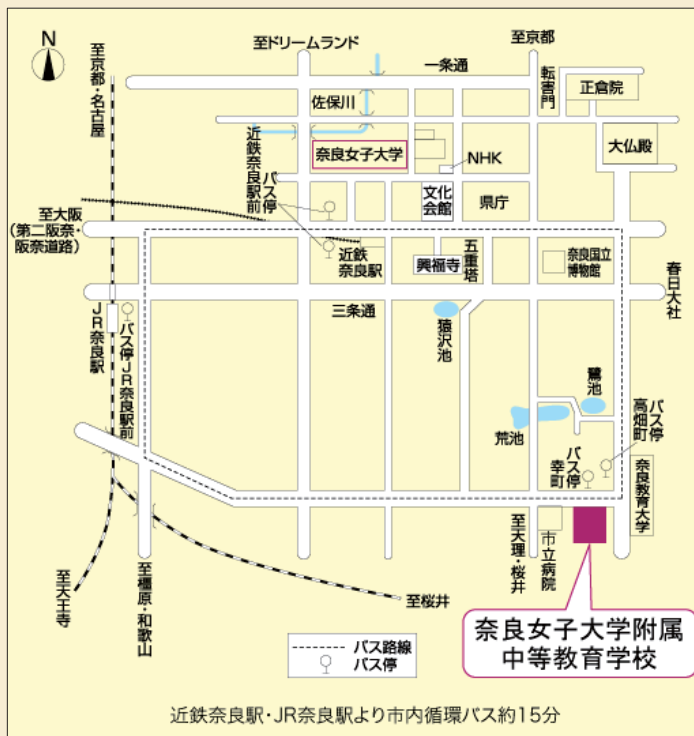 N
至京都・名古屋
至ドリームランド
至京都
一条通
転害門
正倉院
佐保川
大仏殿
奈良女子大学
NHK
近鉄奈良駅前
バス停
文化
会館
県庁
至大阪
(第二阪奈・
阪奈道路)
近鉄
奈良駅
興福寺
五重塔
奈良国立
博物館
春日大社
三条通
JR奈良駅
バス停JR奈良駅前
猿沢池
鷺池
荒池
バス停
高畑町
バス停
幸町
奈良教育大学
至天理・桜井
市立病院
至天王寺
至橿原・和歌山
至桜井
奈良女子大学附属
中等教育学校
バス路線
バス停
近鉄奈良駅・JR奈良駅より市内循環バス約15分